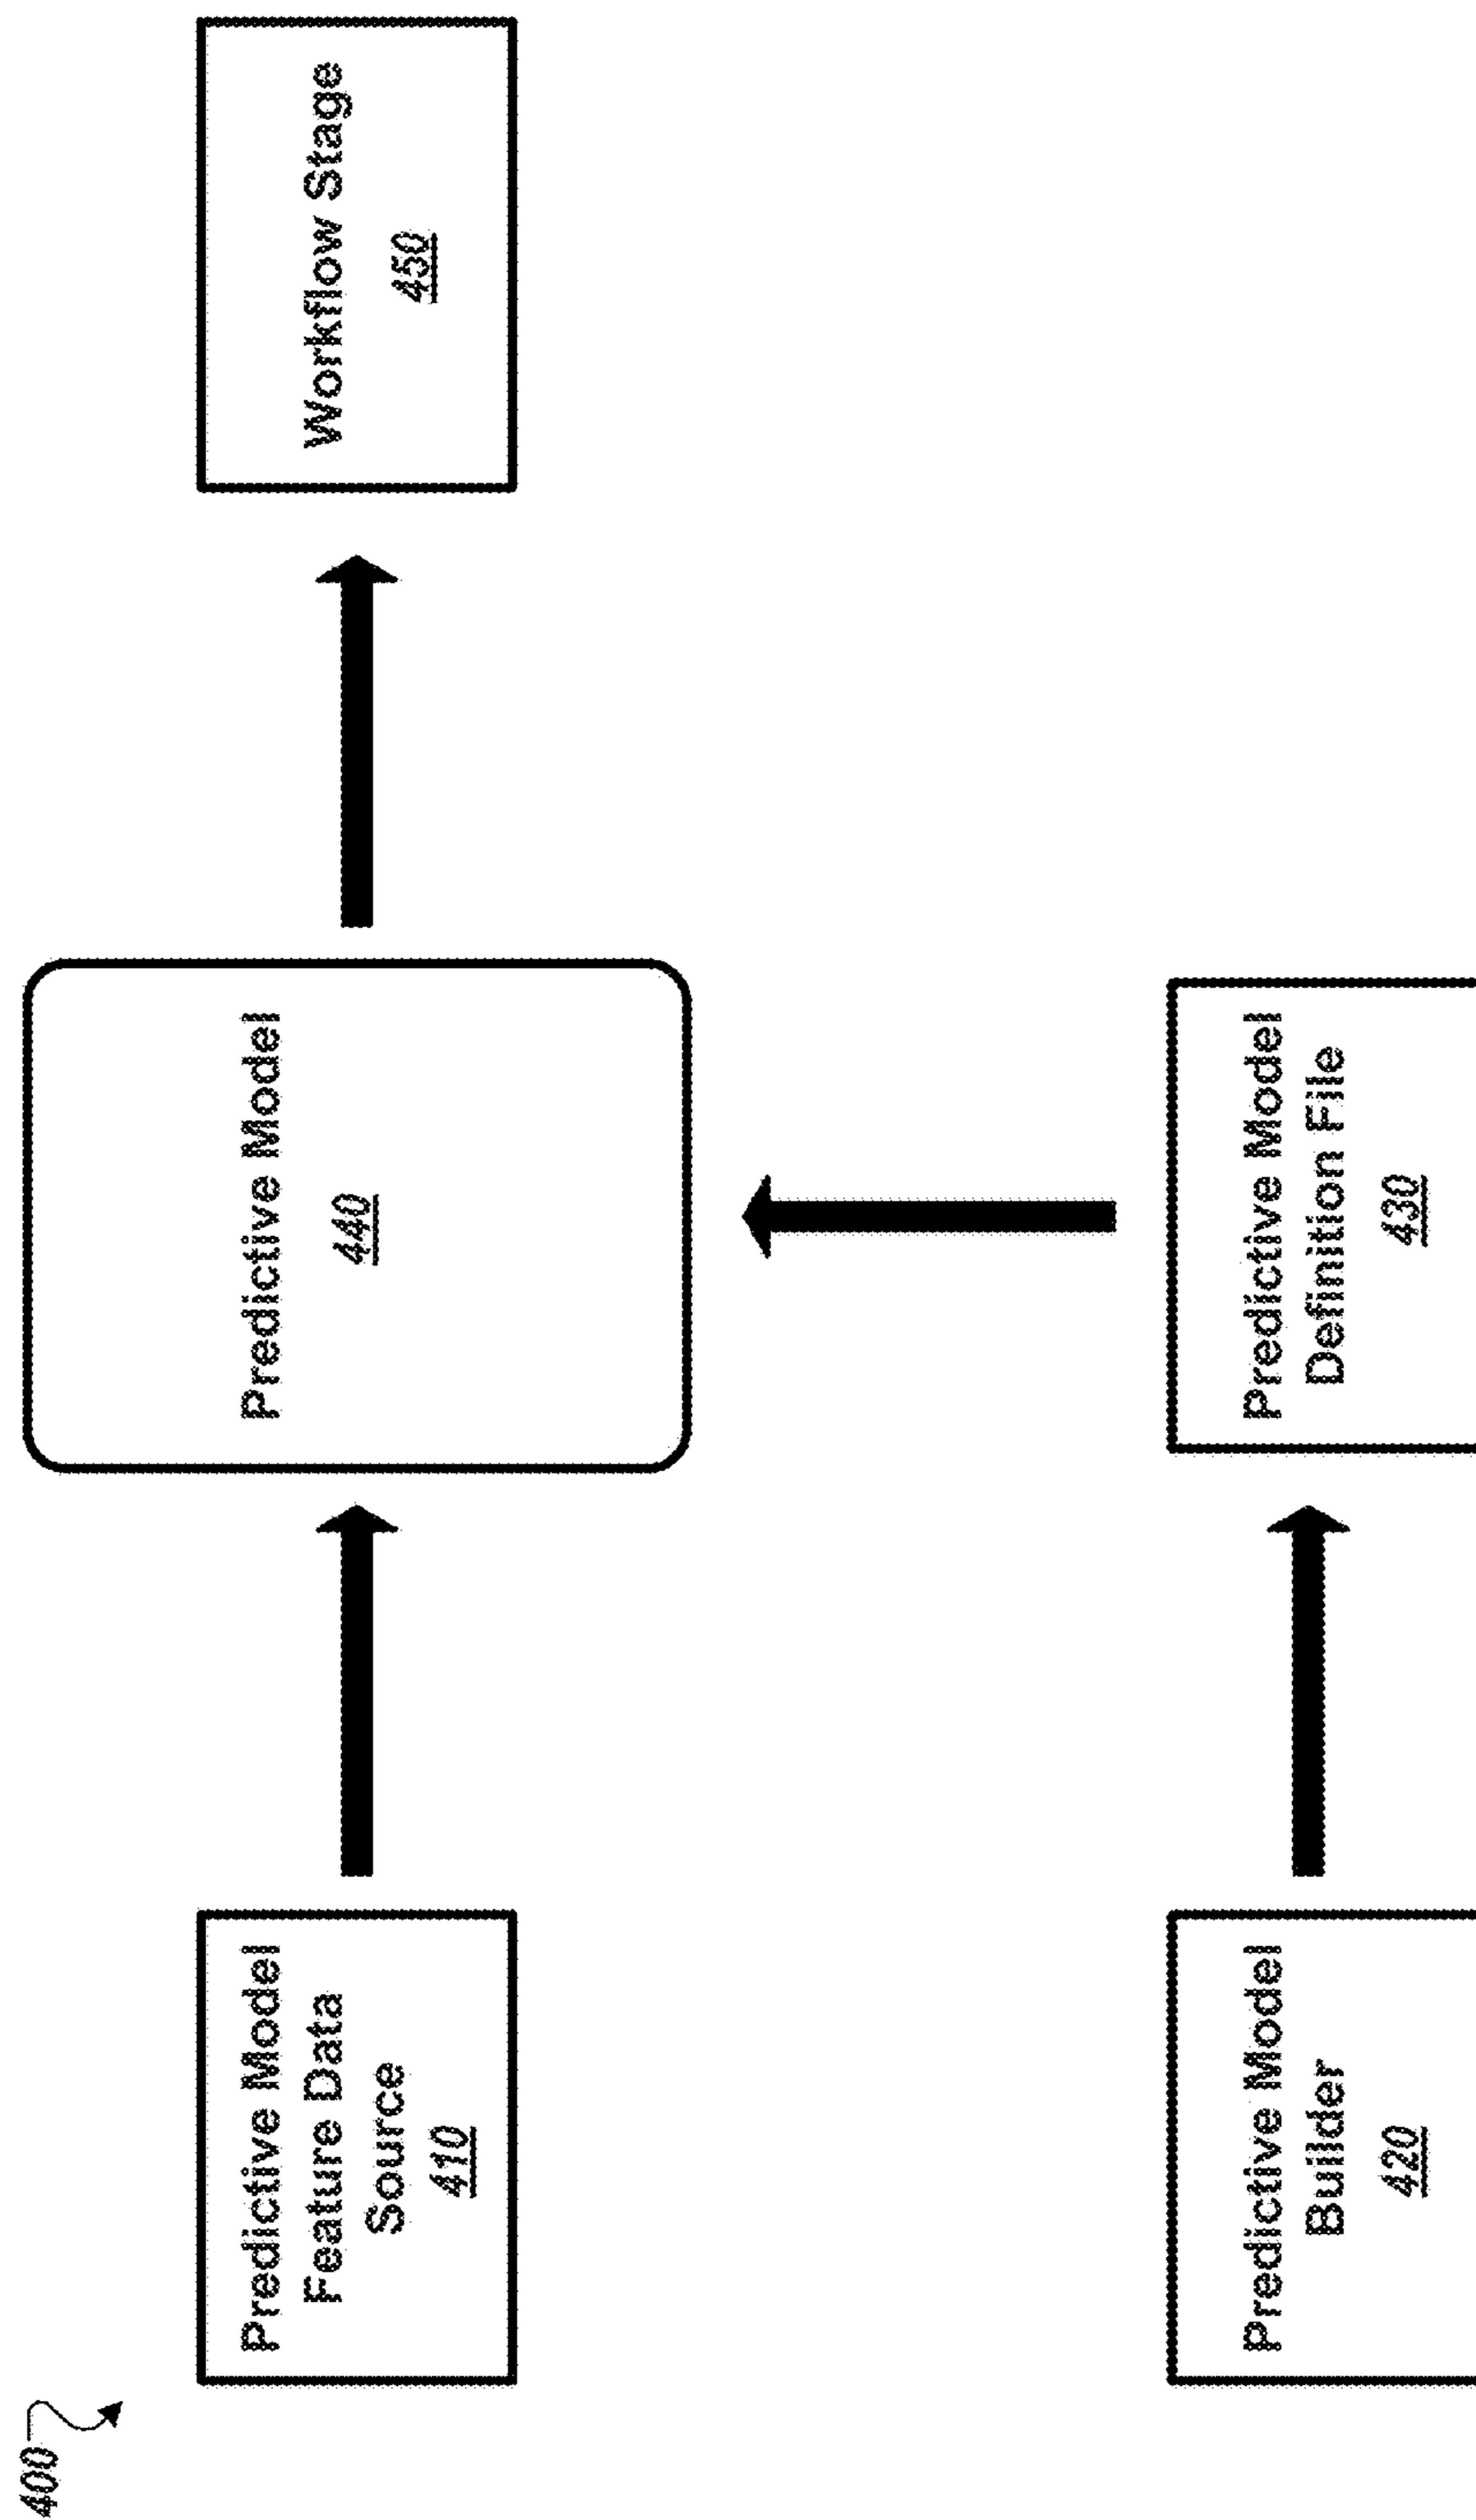 400
Predictive Model
Feature Data
Source
410
Predictive Model
440
Workflow Stage
450
Predictive Model
Builder
420
Predictive Model
Definition File
430